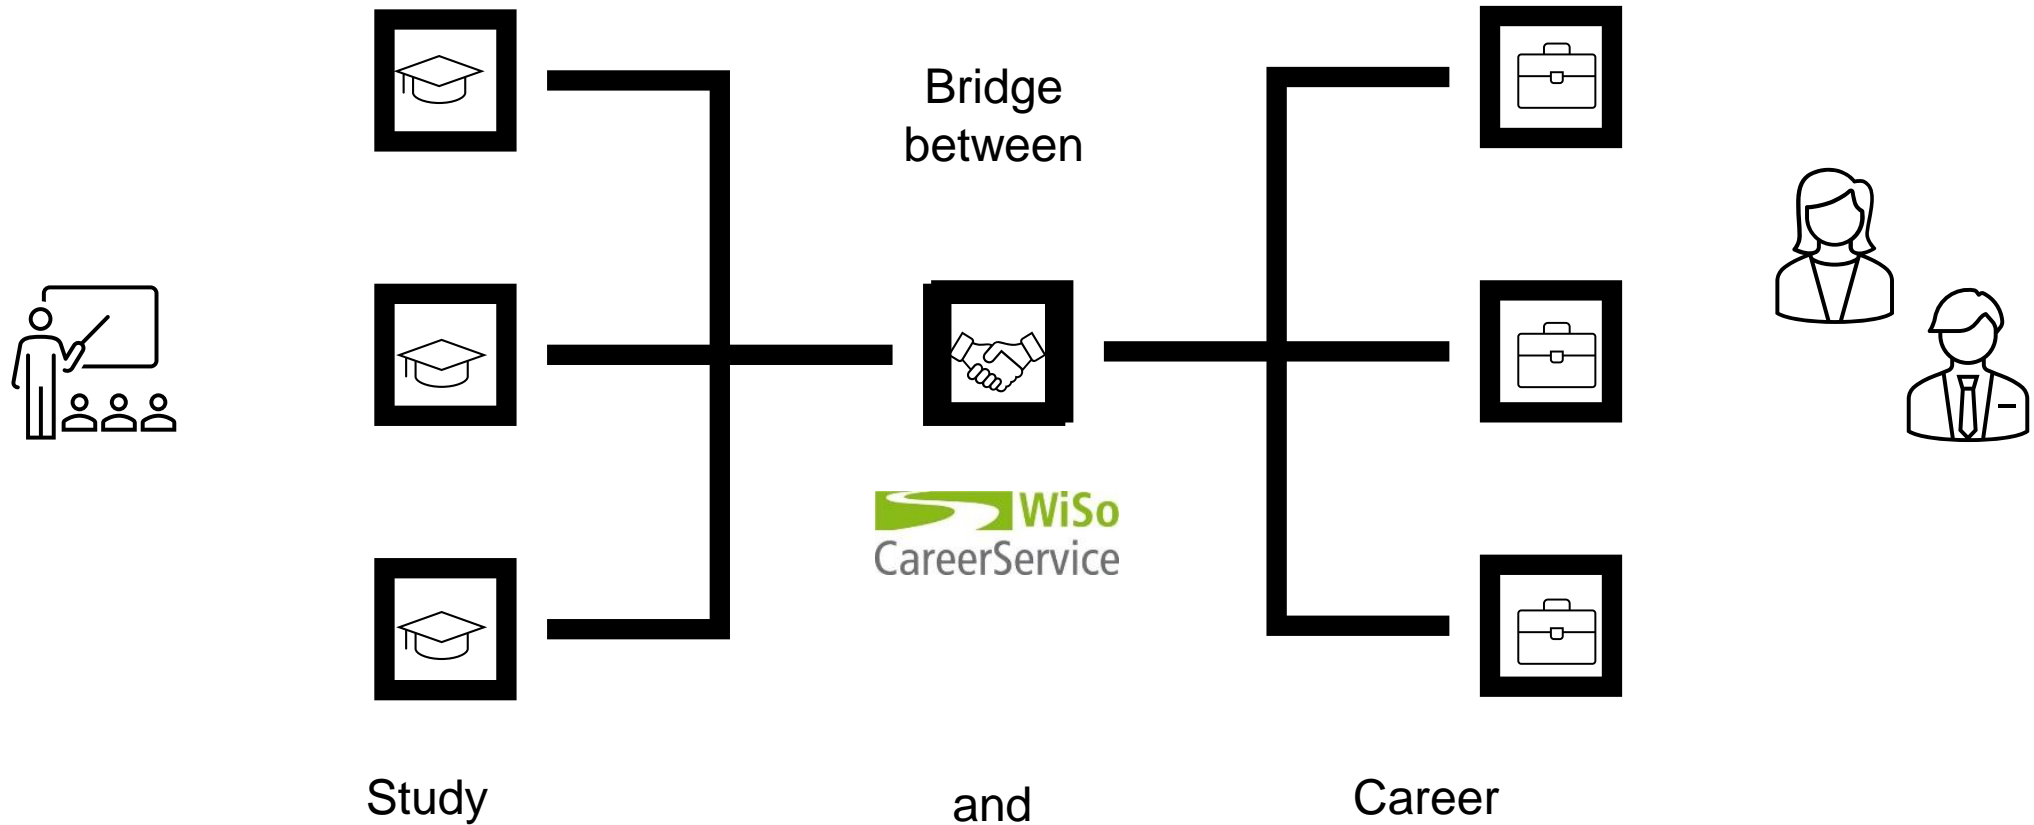 Bridge
between
WiSo
CareerService
Study
and
Career